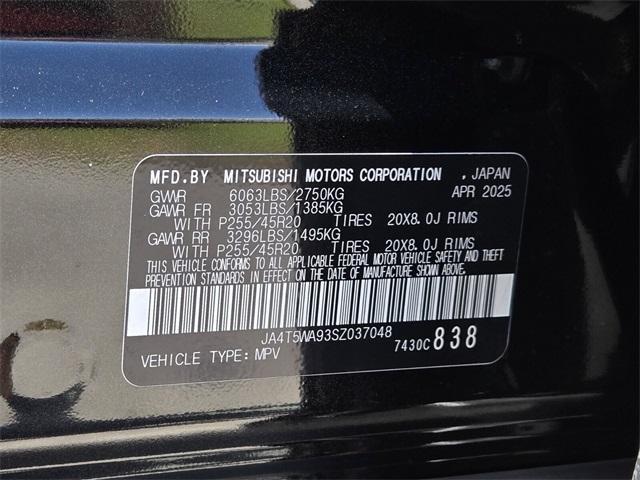 MFD.BY MITSUBISHI MOTORS CORPORATION , JAPAN
GVWR 6063LBS/2750KG APR 2025
GAWR FR 3053LBS/1385KG
WITH P255/45R20 TIRES 20X8.0J RIMS
GAWR RR 3296LBS/1495KG
WITH P255/45R20 TIRES 20X8.0J RIMS
THIS VEHICLE CONFORMS TO ALL APPLICABLE FEDERAL MOTOR VEHICLE SAFETY AND THEFT
PREVENTION STANDARDS IN EFFECT ON THE DATE OF MANUFACTURE SHOWN ABOVE.
JA4T5WA93SZ037048
VEHICLE TYPE: MPV 7430C 838